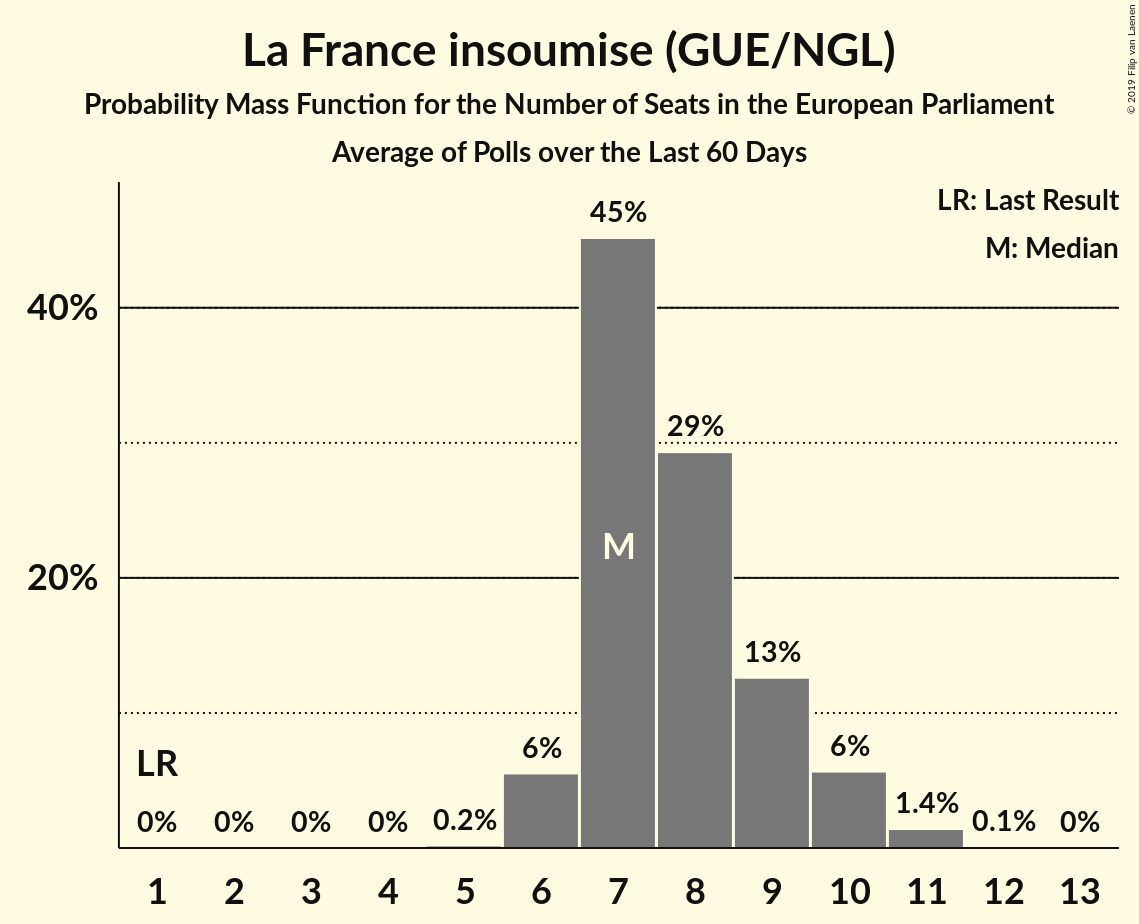 La France insoumise (GUE/NGL)
Probability Mass Function for the Number of Seats in the European Parliament
Average of Polls over the Last 60 Days
© 2019 Filip van Laenen
LR: Last Result
M: Median
40%
20%
LR
0%
0%
0%
0%
0.2%
6%
45%
M
29%
13%
6%
1.4%
0.1%
0%
1 2 3 4 5 6 7 8 9 10 11 12 13